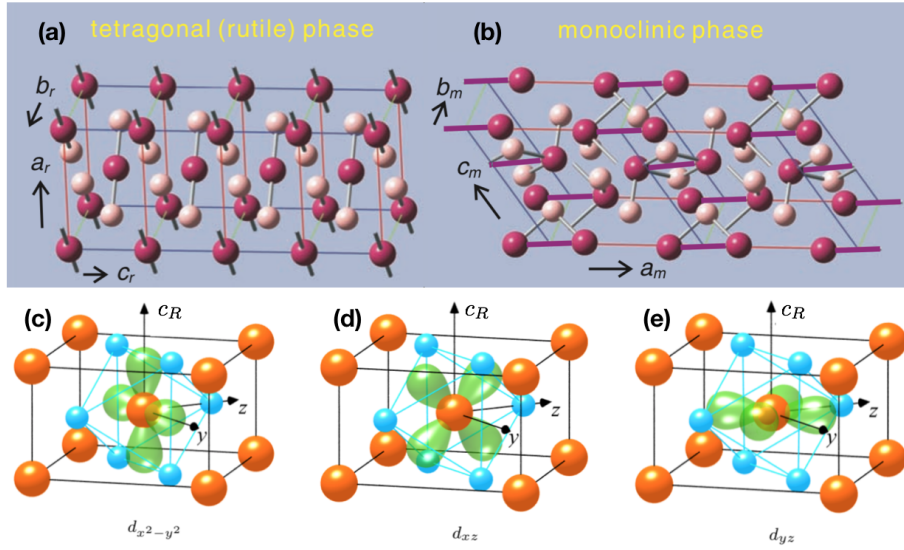 (a) tetragonal (rutile) phase
b_r
a_r
c_r
(b) monoclinic phase
b_m
c_m
a_m
(c) c_R
z
y
d_{x^2-y^2}
(d) c_R
z
y
d_{xz}
(e) c_R
z
y
d_{yz}